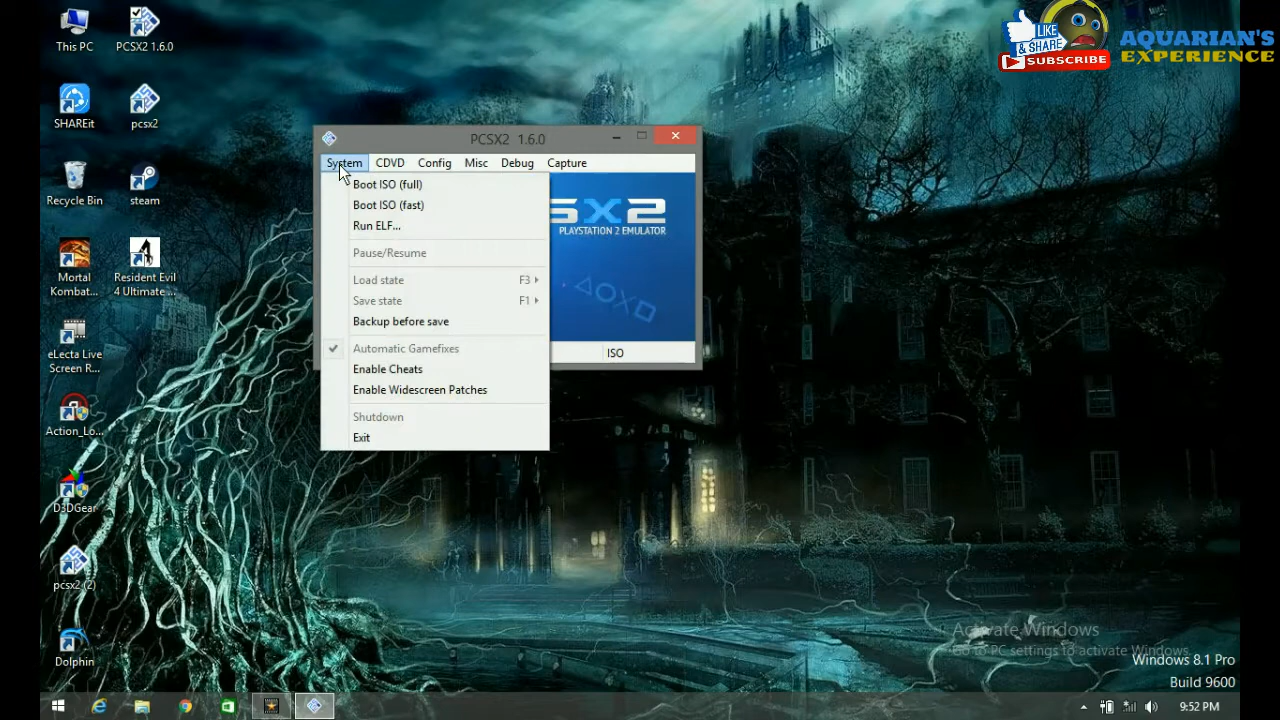 This PC
PCSX2 1.6.0
SHAREit
pcsx2
Recycle Bin
steam
Mortal
Kombat...
Resident Evil
4 Ultimate ...
eLecta Live
Screen R...
Action_Lo...
D3DGear
pcsx2 (2)
Dolphin
LIKE
& SHARE
SUBSCRIBE
AQUARIAN'S
EXPERIENCE
PCSX2 1.6.0
System CDVD Config Misc Debug Capture
Boot ISO (full)
Boot ISO (fast)
Run ELF...
Pause/Resume
Load state F3
Save state F1
Backup before save
Automatic Gamefixes
Enable Cheats
Enable Widescreen Patches
Shutdown
Exit
SX2
PLAYSTATION 2 EMULATOR
ISO
Activate Windows
Go to PC settings to activate Windows.
Windows 8.1 Pro
Build 9600
9:52 PM